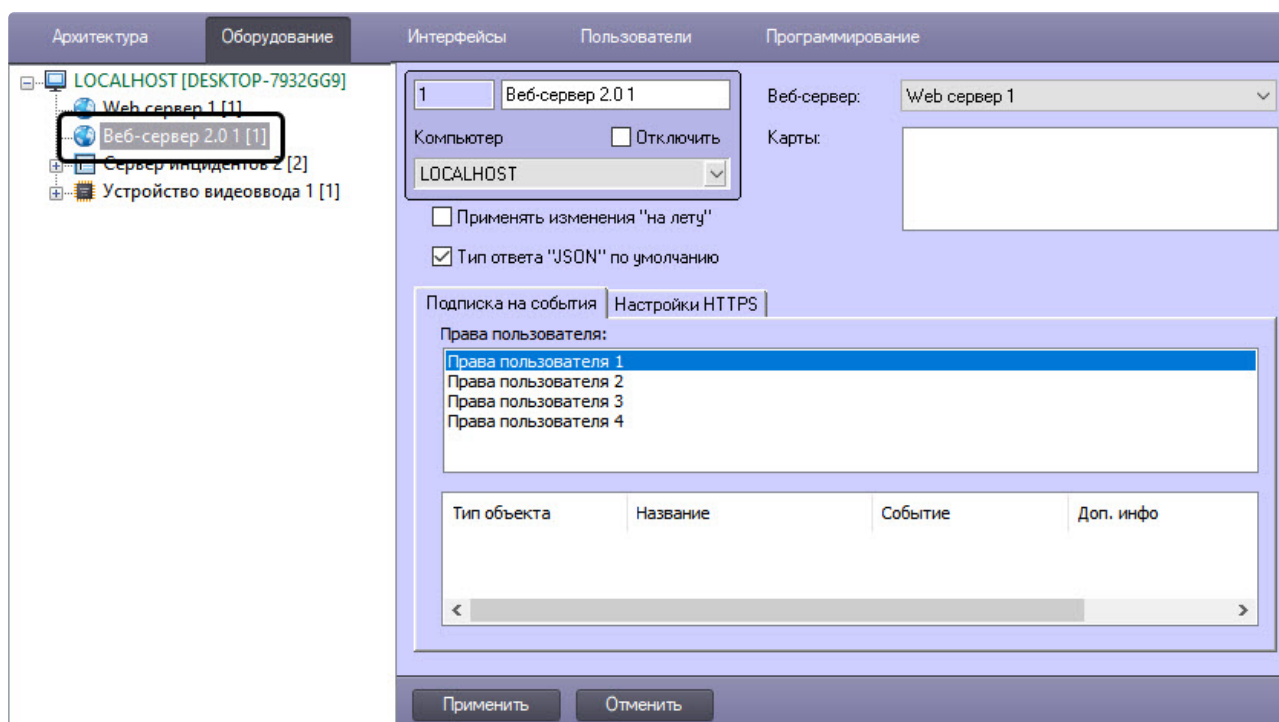 Архитектура Оборудование Интерфейсы Пользователи Программирование
LOCALHOST [DESKTOP-7932GG9]
Web сервер 1 [1]
Веб-сервер 2.0 1 [1]
Сервер инцидентов 2 [2]
Устройство видеоввода 1 [1]
1 Веб-сервер 2.0 1
Компьютер Отключить
LOCALHOST
Веб-сервер: Web сервер 1
Карты:
Применять изменения "на лету"
Тип ответа "JSON" по умолчанию
Подписка на события Настройки HTTPS
Права пользователя:
Права пользователя 1
Права пользователя 2
Права пользователя 3
Права пользователя 4
Тип объекта Название Событие Доп. инфо
Применить Отменить